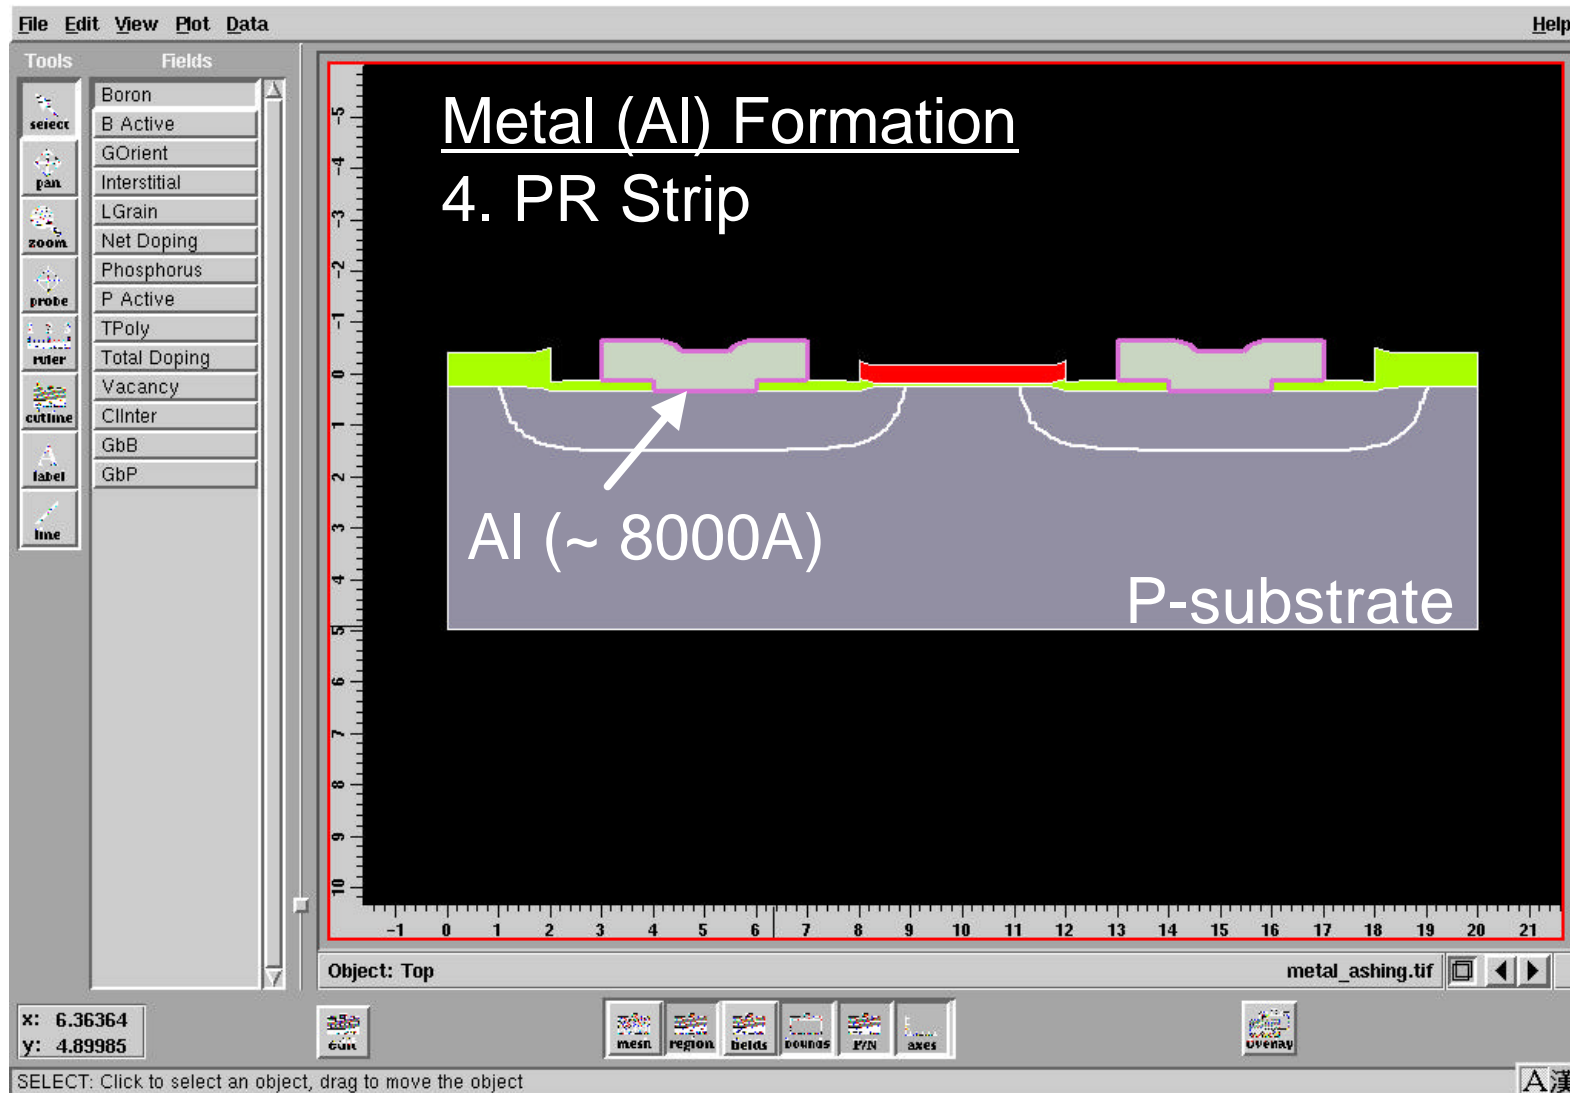 File Edit View Plot Data Help
Tools Fields
select
pan
zoom
probe
ruler
cutline
label
line
Boron
B Active
GOrient
Interstitial
LGrain
Net Doping
Phosphorus
P Active
TPoly
Total Doping
Vacancy
ClInter
GbB
GbP
Metal (Al) Formation
4. PR Strip
Al (~ 8000A)
P-substrate
-5
-4
-3
-2
-1
0
1
2
3
4
5
6
7
8
9
10
-1 0 1 2 3 4 5 6 7 8 9 10 11 12 13 14 15 16 17 18 19 20 21
Object: Top metal_ashing.tif
x: 6.36364
y: 4.89985
edit mesh region fields bounds P/N axes overlay
SELECT: Click to select an object, drag to move the object
A漢